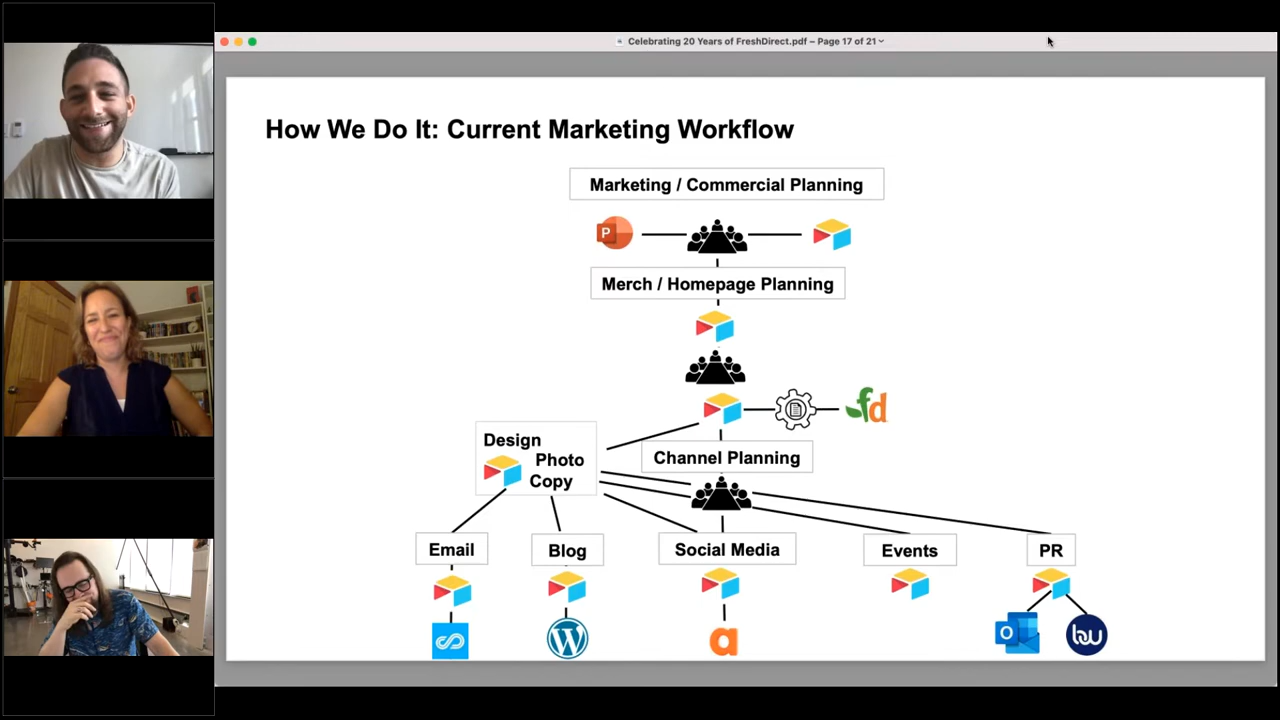 Celebrating 20 Years of FreshDirect.pdf – Page 17 of 21
How We Do It: Current Marketing Workflow
Marketing / Commercial Planning
P
Merch / Homepage Planning
fd
Design
Photo
Copy
Channel Planning
Email
Blog
Social Media
Events
PR
W
a
O
bw